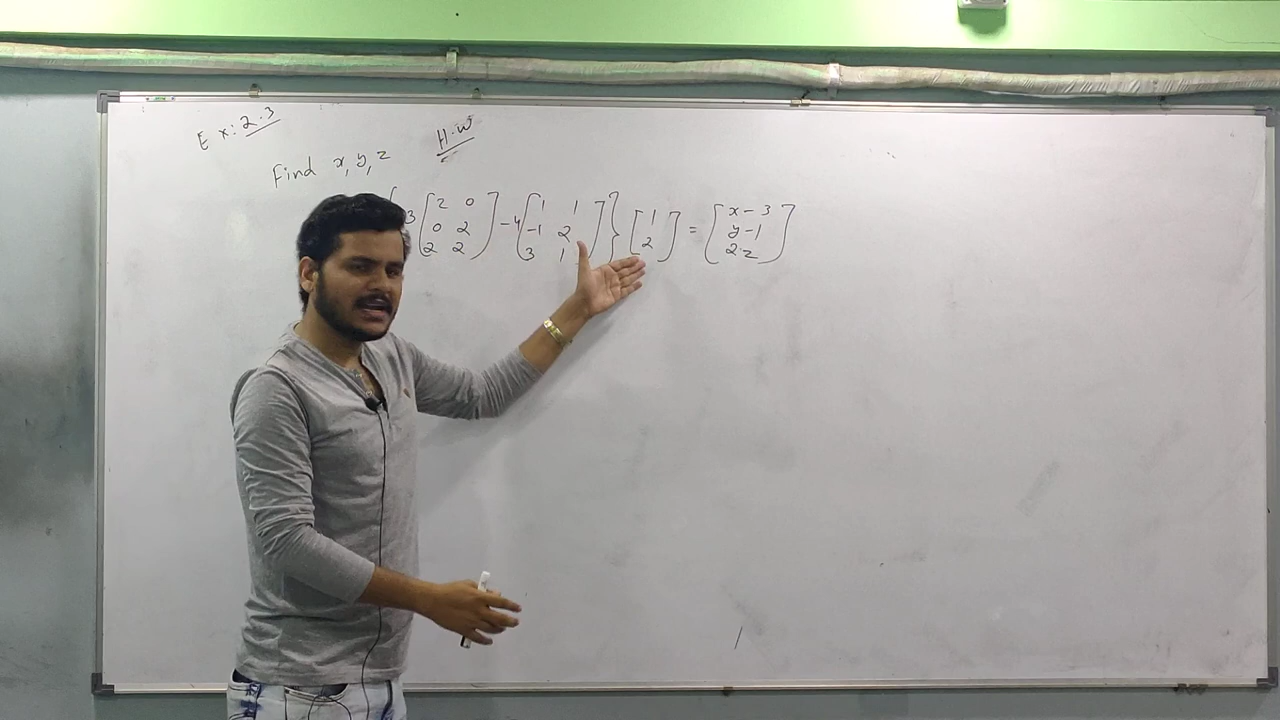 Ex: 2.3
H.W
Find x, y, z
{3[2 0 - 4[1 1 } [1 = [x-3
0 2 -1 2 2] y-1
2 2] 3 1] 2z]